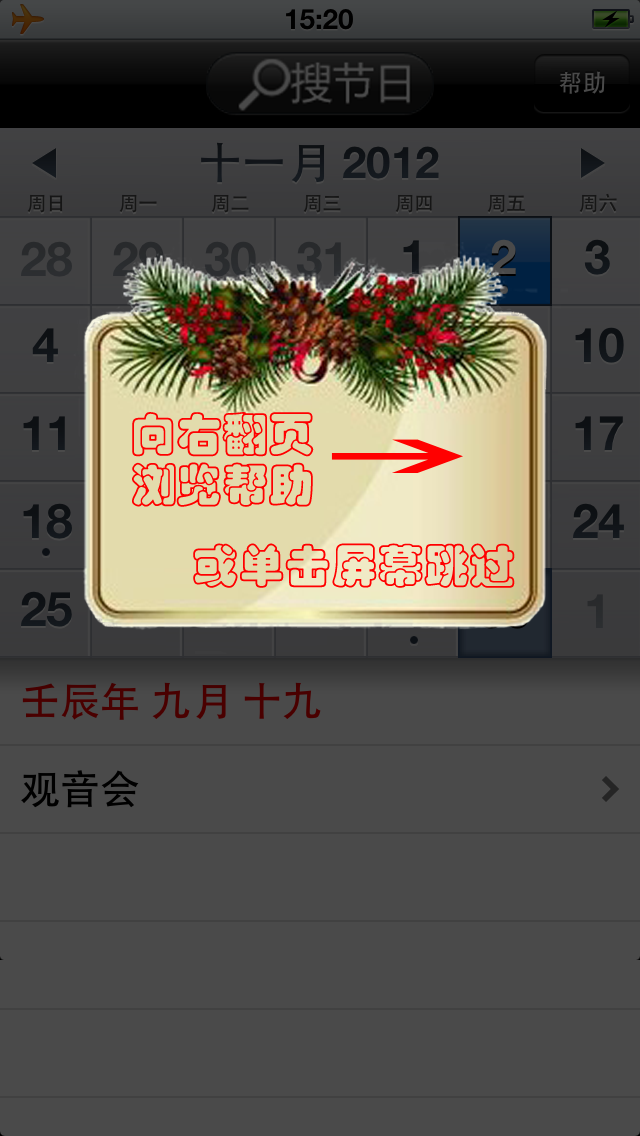 15:20
搜节日
帮助
十一月 2012
周日 周一 周二 周三 周四 周五 周六
28 29 30 31 1 2 3
4 10
11 17
18 24
25 1
向右翻页
浏览帮助
或单击屏幕跳过
壬辰年 九月 十九
观音会